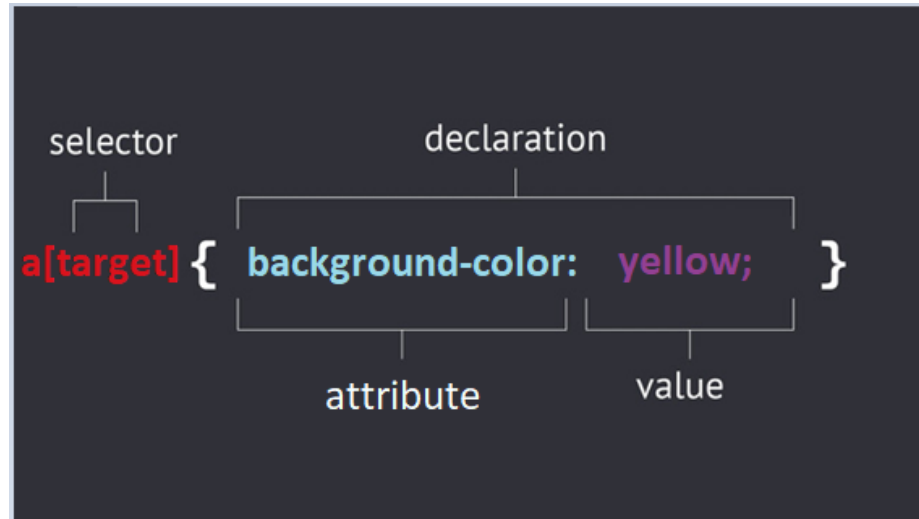 selector declaration
a[target] { background-color: yellow; }
attribute value